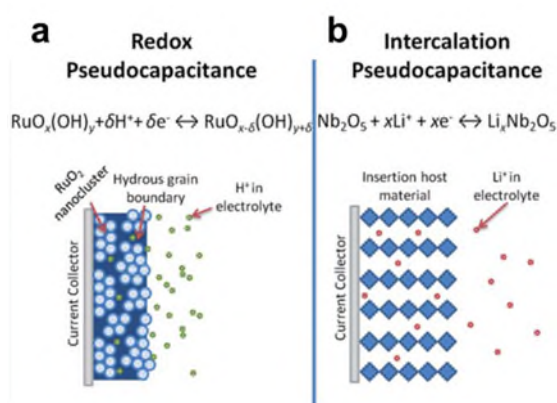 a
Redox
Pseudocapacitance
RuOₓ(OH)ᵧ+δH⁺+ δe⁻ ↔ RuOₓ₋δ(OH)ᵧ₊δ
RuO₂
nanocluster
Hydrous grain
boundary
H⁺ in
electrolyte
Current Collector
b
Intercalation
Pseudocapacitance
Nb₂O₅ + xLi⁺ + xe⁻ ↔ LiₓNb₂O₅
Insertion host
material
Li⁺ in
electrolyte
Current Collector